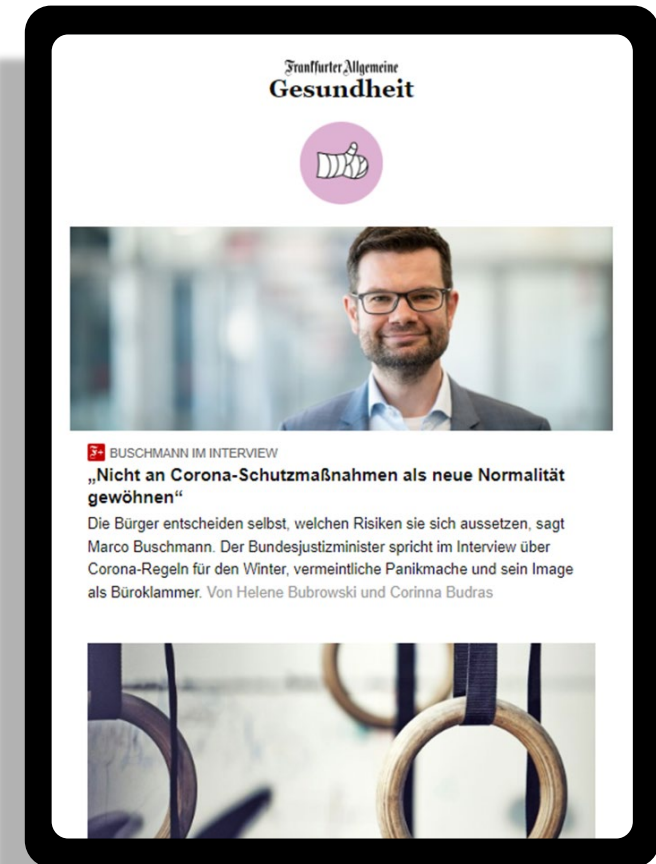 Frankfurter Allgemeine
Gesundheit
F+ BUSCHMANN IM INTERVIEW
„Nicht an Corona-Schutzmaßnahmen als neue Normalität
gewöhnen“
Die Bürger entscheiden selbst, welchen Risiken sie sich aussetzen, sagt
Marco Buschmann. Der Bundesjustizminister spricht im Interview über
Corona-Regeln für den Winter, vermeintliche Panikmache und sein Image
als Büroklammer. Von Helene Bubrowski und Corinna Budras